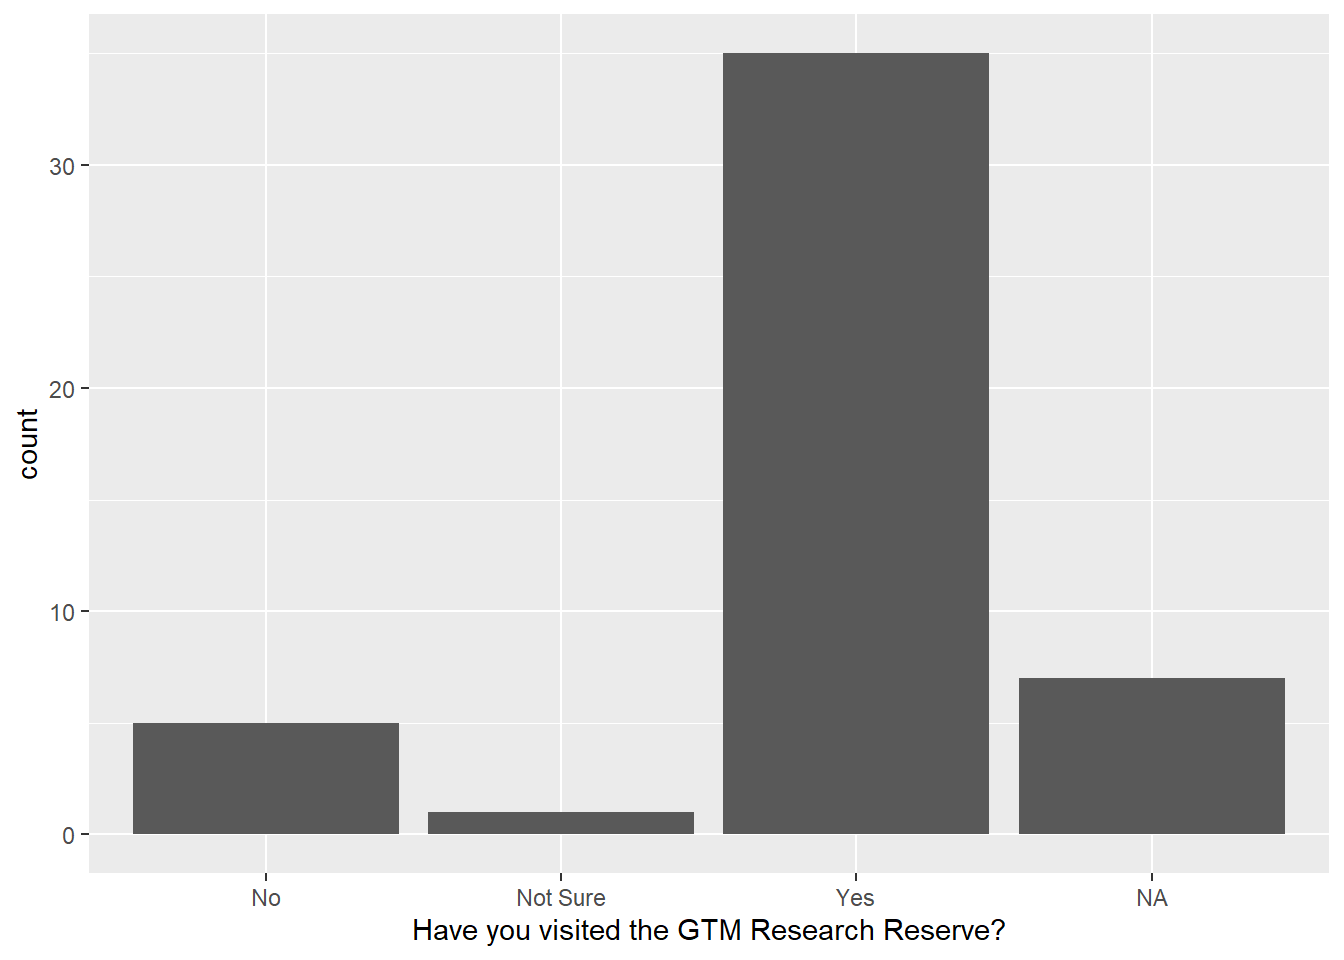 30
20
10
0
count
No
Not Sure
Yes
NA
Have you visited the GTM Research Reserve?